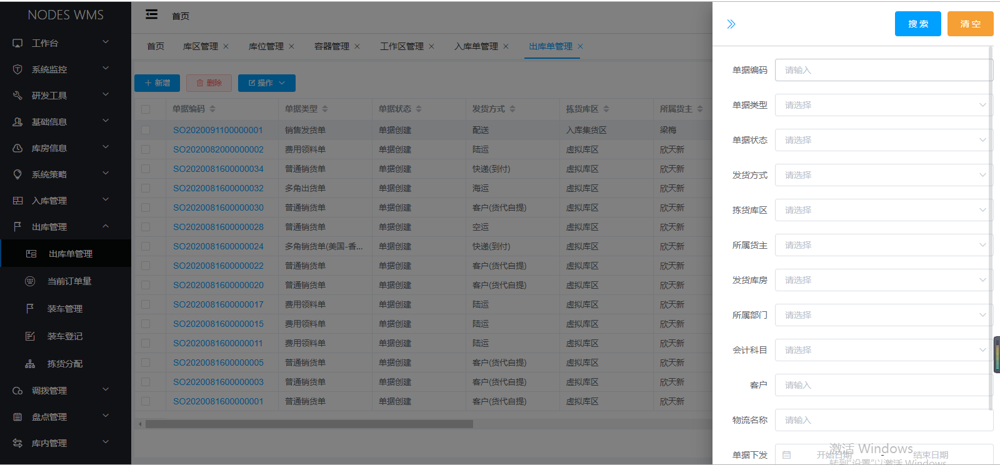 NODES WMS
工作台
系统监控
研发工具
基础信息
库房信息
系统策略
入库管理
出库管理
出库单管理
当前订单量
装车管理
装车登记
拣货分配
调拨管理
盘点管理
库内管理
首页
首页 库区管理 库位管理 容器管理 工作区管理 入库单管理 出库单管理
新增 删除 操作
单据编码 单据类型 单据状态 发货方式 拣货库区 所属货主
SO2020091100000001 销售发货单 单据创建 配送 入库集货区 梁梅
SO2020082000000002 费用领料单 单据创建 陆运 虚拟库区 欣天新
SO2020081600000034 普通销货单 单据创建 快递(到付) 虚拟库区 欣天新
SO2020081600000032 多角出货单 单据创建 海运 虚拟库区 欣天新
SO2020081600000030 普通销货单 单据创建 客户(货代自提) 虚拟库区 欣天新
SO2020081600000028 普通销货单 单据创建 空运 虚拟库区 欣天新
SO2020081600000024 多角销货单(美国-香... 单据创建 快递(到付) 虚拟库区 欣天新
SO2020081600000022 普通销货单 单据创建 客户(货代自提) 虚拟库区 欣天新
SO2020081600000020 普通销货单 单据创建 客户(货代自提) 虚拟库区 欣天新
SO2020081600000017 费用领料单 单据创建 陆运 虚拟库区 欣天新
SO2020081600000015 费用领料单 单据创建 陆运 虚拟库区 欣天新
SO2020081600000011 费用领料单 单据创建 陆运 虚拟库区 欣天新
SO2020081600000005 普通销货单 单据创建 客户(货代自提) 虚拟库区 欣天新
SO2020081600000003 普通销货单 单据创建 客户(货代自提) 虚拟库区 欣天新
SO2020081600000001 普通销货单 单据创建 客户(货代自提) 虚拟库区 欣天新
搜索 清空
单据编码 请输入
单据类型 请选择
单据状态 请选择
发货方式 请选择
拣货库区 请选择
所属货主 请选择
发货库房 请选择
所属部门 请选择
会计科目 请选择
客户 请输入
物流名称 请输入
单据下发 开始日期 - 结束日期
激活 Windows
转到"设置"以激活 Windows